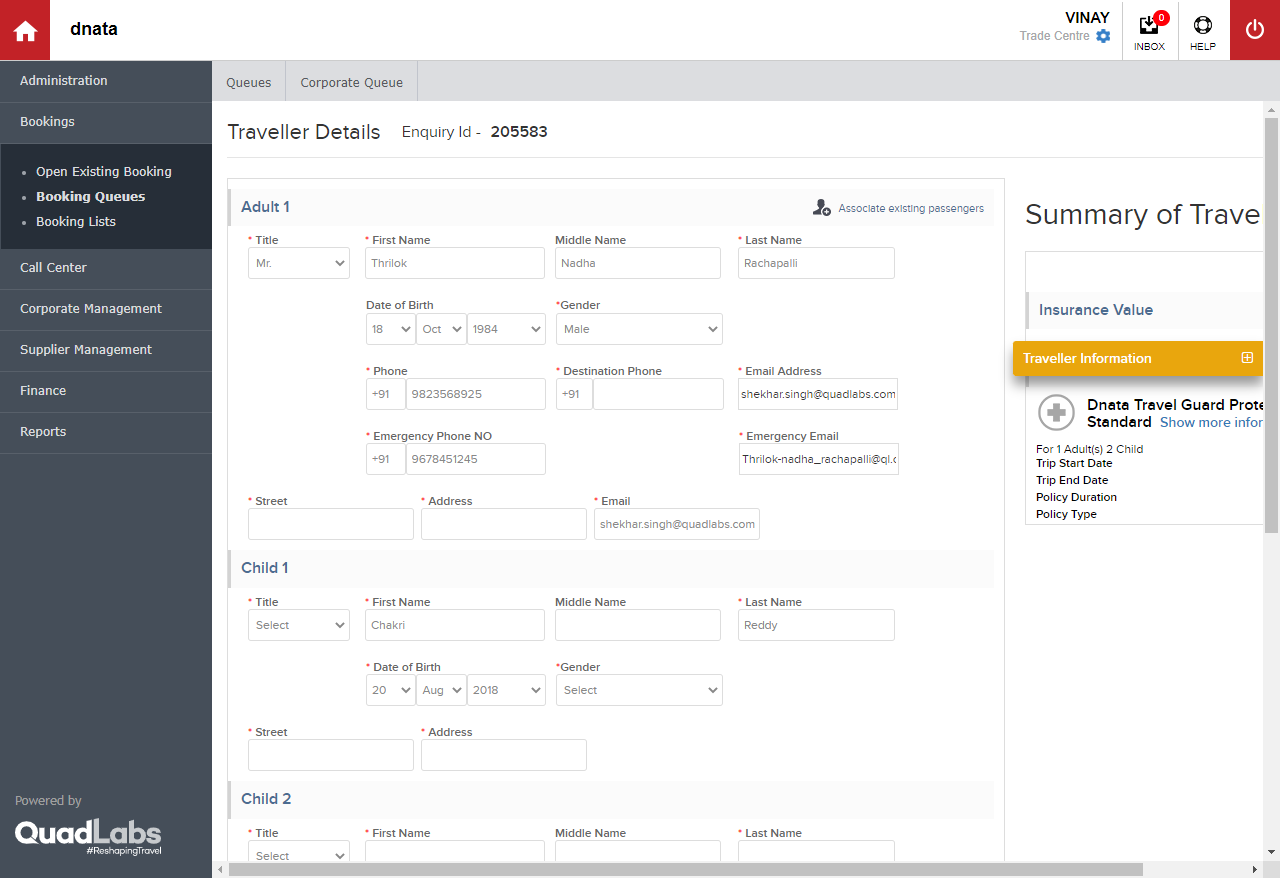 dnata
VINAY
Trade Centre
0
INBOX
HELP
Administration
Bookings
Open Existing Booking
Booking Queues
Booking Lists
Call Center
Corporate Management
Supplier Management
Finance
Reports
Powered by
QuadLabs
#ReshapingTravel
Queues
Corporate Queue
Traveller Details Enquiry Id - 205583
Adult 1
Associate existing passengers
* Title * First Name Middle Name * Last Name
Mr. Thrilok Nadha Rachapalli
Date of Birth *Gender
18 Oct 1984 Male
* Phone * Destination Phone * Email Address
+91 9823568925 +91 shekhar.singh@quadlabs.com
* Emergency Phone NO * Emergency Email
+91 9678451245 Thrilok-nadha_rachapalli@ql.c
* Street * Address * Email
shekhar.singh@quadlabs.com
Child 1
* Title * First Name Middle Name * Last Name
Select Chakri Reddy
* Date of Birth *Gender
20 Aug 2018 Select
* Street * Address
Child 2
* Title * First Name Middle Name * Last Name
Select
Summary of Travel
Insurance Value
Traveller Information
Dnata Travel Guard Prote
Standard Show more infor
For 1 Adult(s) 2 Child
Trip Start Date
Trip End Date
Policy Duration
Policy Type